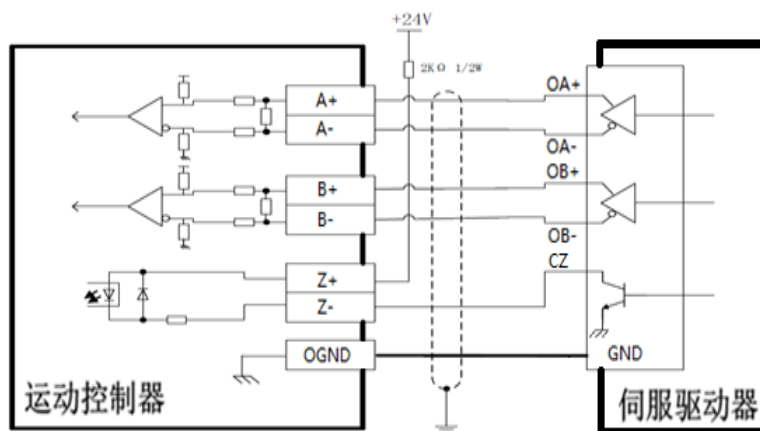 +24V
2KΩ 1/2W
A+
A-
B+
B-
Z+
Z-
OGND
运动控制器
OA+
OA-
OB+
OB-
CZ
GND
伺服驱动器